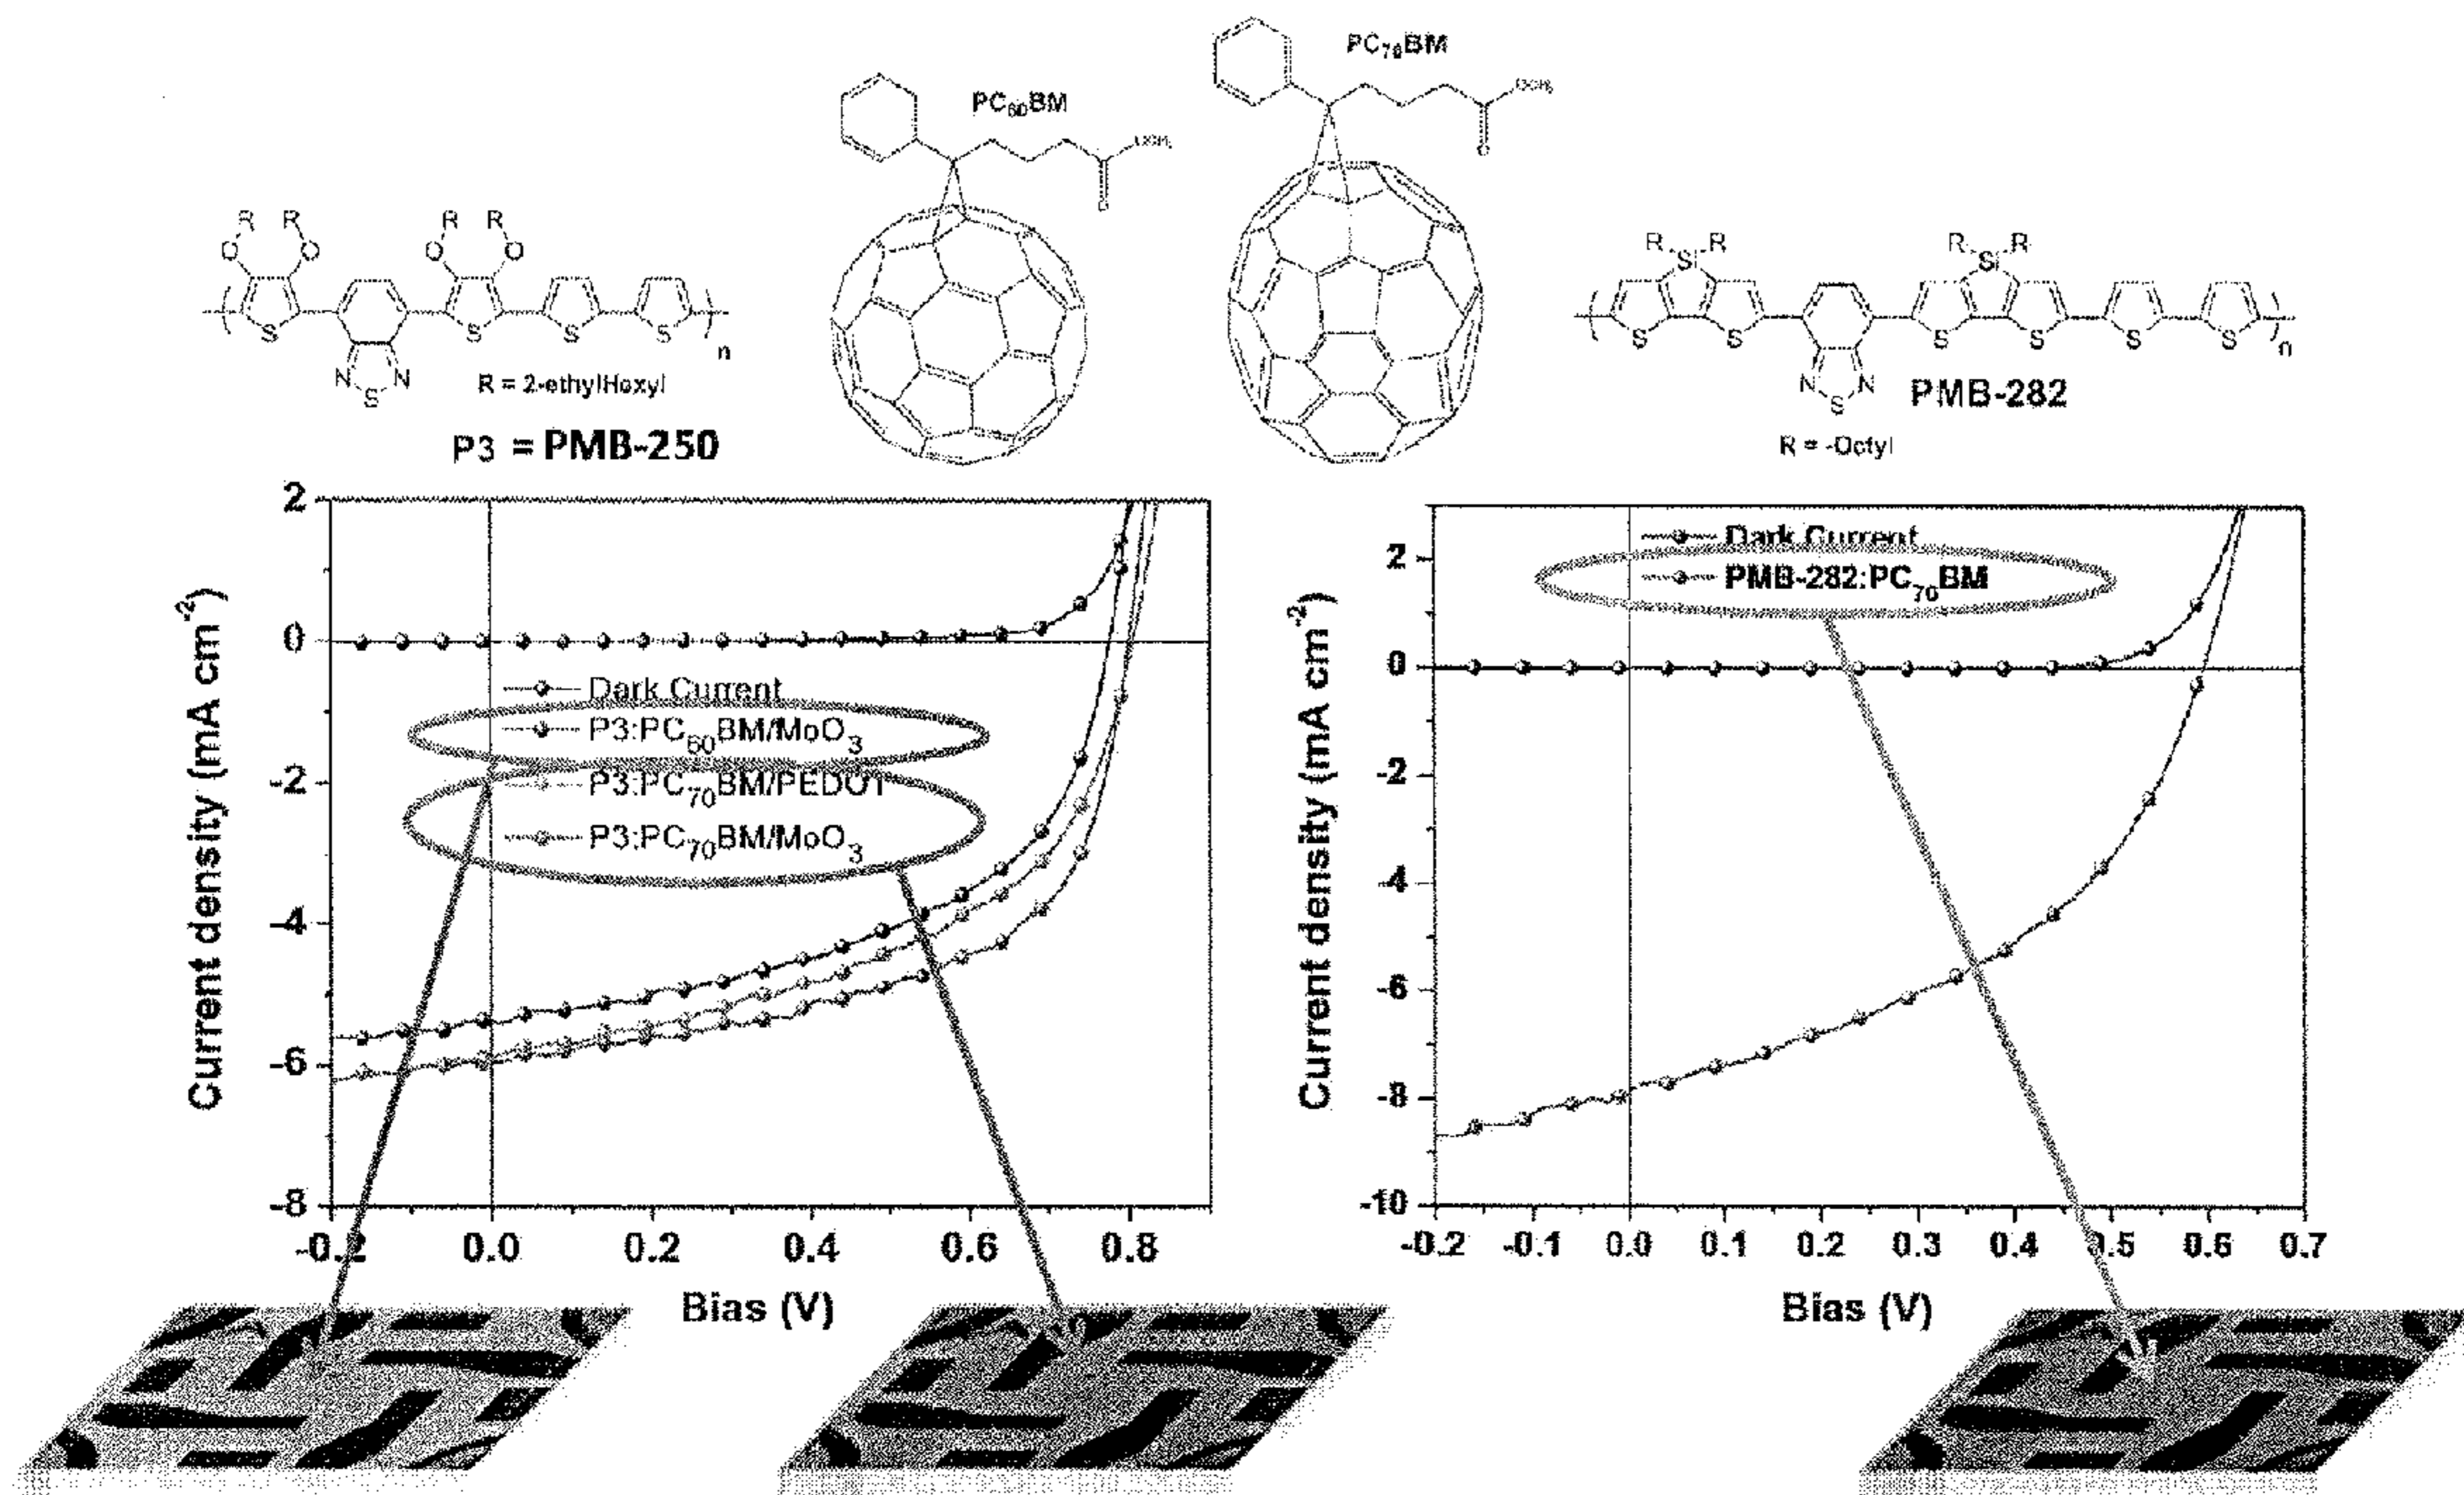 PC₇₀BM
PC₆₀BM
OCH₃
OCH₃
O
O
R R R R
O O O O
S S S S
N N
S
n
R = 2-ethylHoxyl
P3 = PMB-250
R R R R
Si Si
S S S S S S
N N
S
n
PMB-282
R = -Octyl
2
0
-2
-4
-6
-8
Current density (mA cm⁻²)
Dark Current
P3:PC₆₀BM/MoO₃
P3:PC₇₀BM/PEDOT
P3:PC₇₀BM/MoO₃
-0.2 0.0 0.2 0.4 0.6 0.8
Bias (V)
2
0
-2
-4
-6
-8
-10
Current density (mA cm⁻²)
Dark Current
PMB-282:PC₇₀BM
-0.2 -0.1 0.0 0.1 0.2 0.3 0.4 0.5 0.6 0.7
Bias (V)